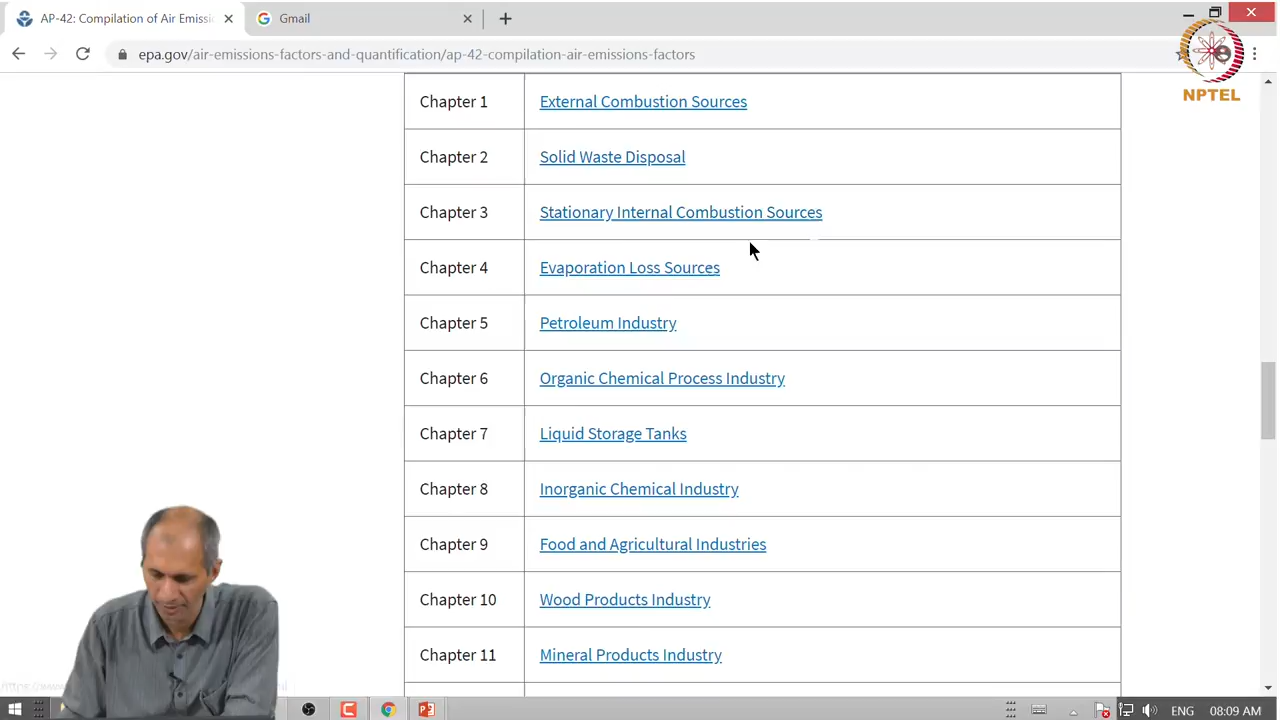 AP-42: Compilation of Air Emissi
Gmail
epa.gov/air-emissions-factors-and-quantification/ap-42-compilation-air-emissions-factors
NPTEL
Chapter 1 External Combustion Sources
Chapter 2 Solid Waste Disposal
Chapter 3 Stationary Internal Combustion Sources
Chapter 4 Evaporation Loss Sources
Chapter 5 Petroleum Industry
Chapter 6 Organic Chemical Process Industry
Chapter 7 Liquid Storage Tanks
Chapter 8 Inorganic Chemical Industry
Chapter 9 Food and Agricultural Industries
Chapter 10 Wood Products Industry
Chapter 11 Mineral Products Industry
ENG 08:09 AM